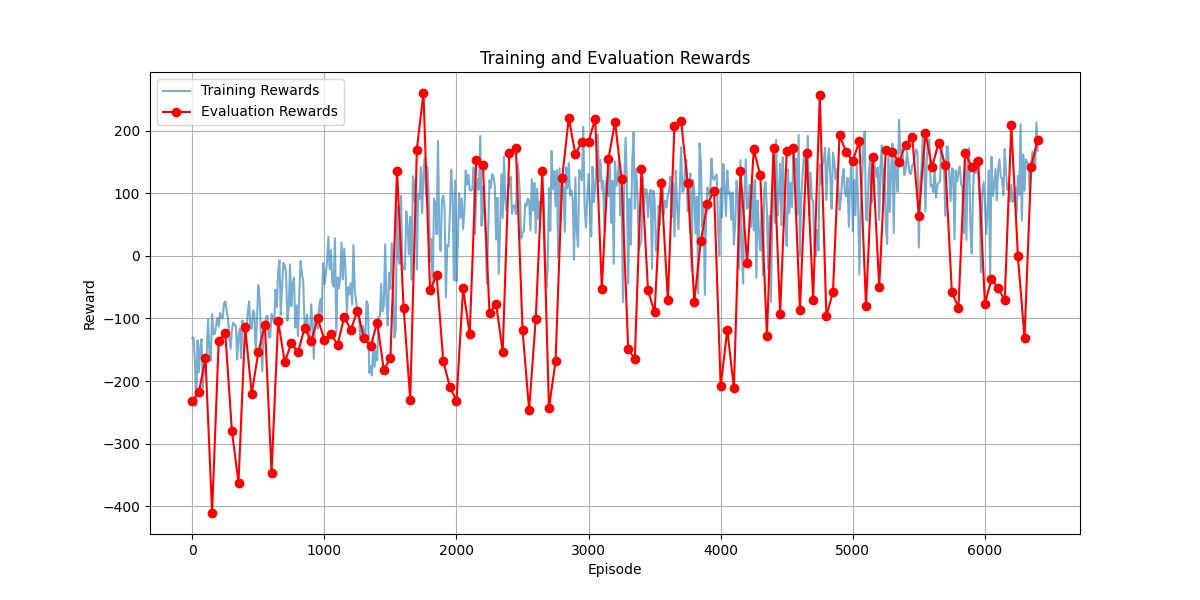 Training and Evaluation Rewards
Training Rewards
Evaluation Rewards
200
100
0
−100
−200
−300
−400
Reward
0 1000 2000 3000 4000 5000 6000
Episode